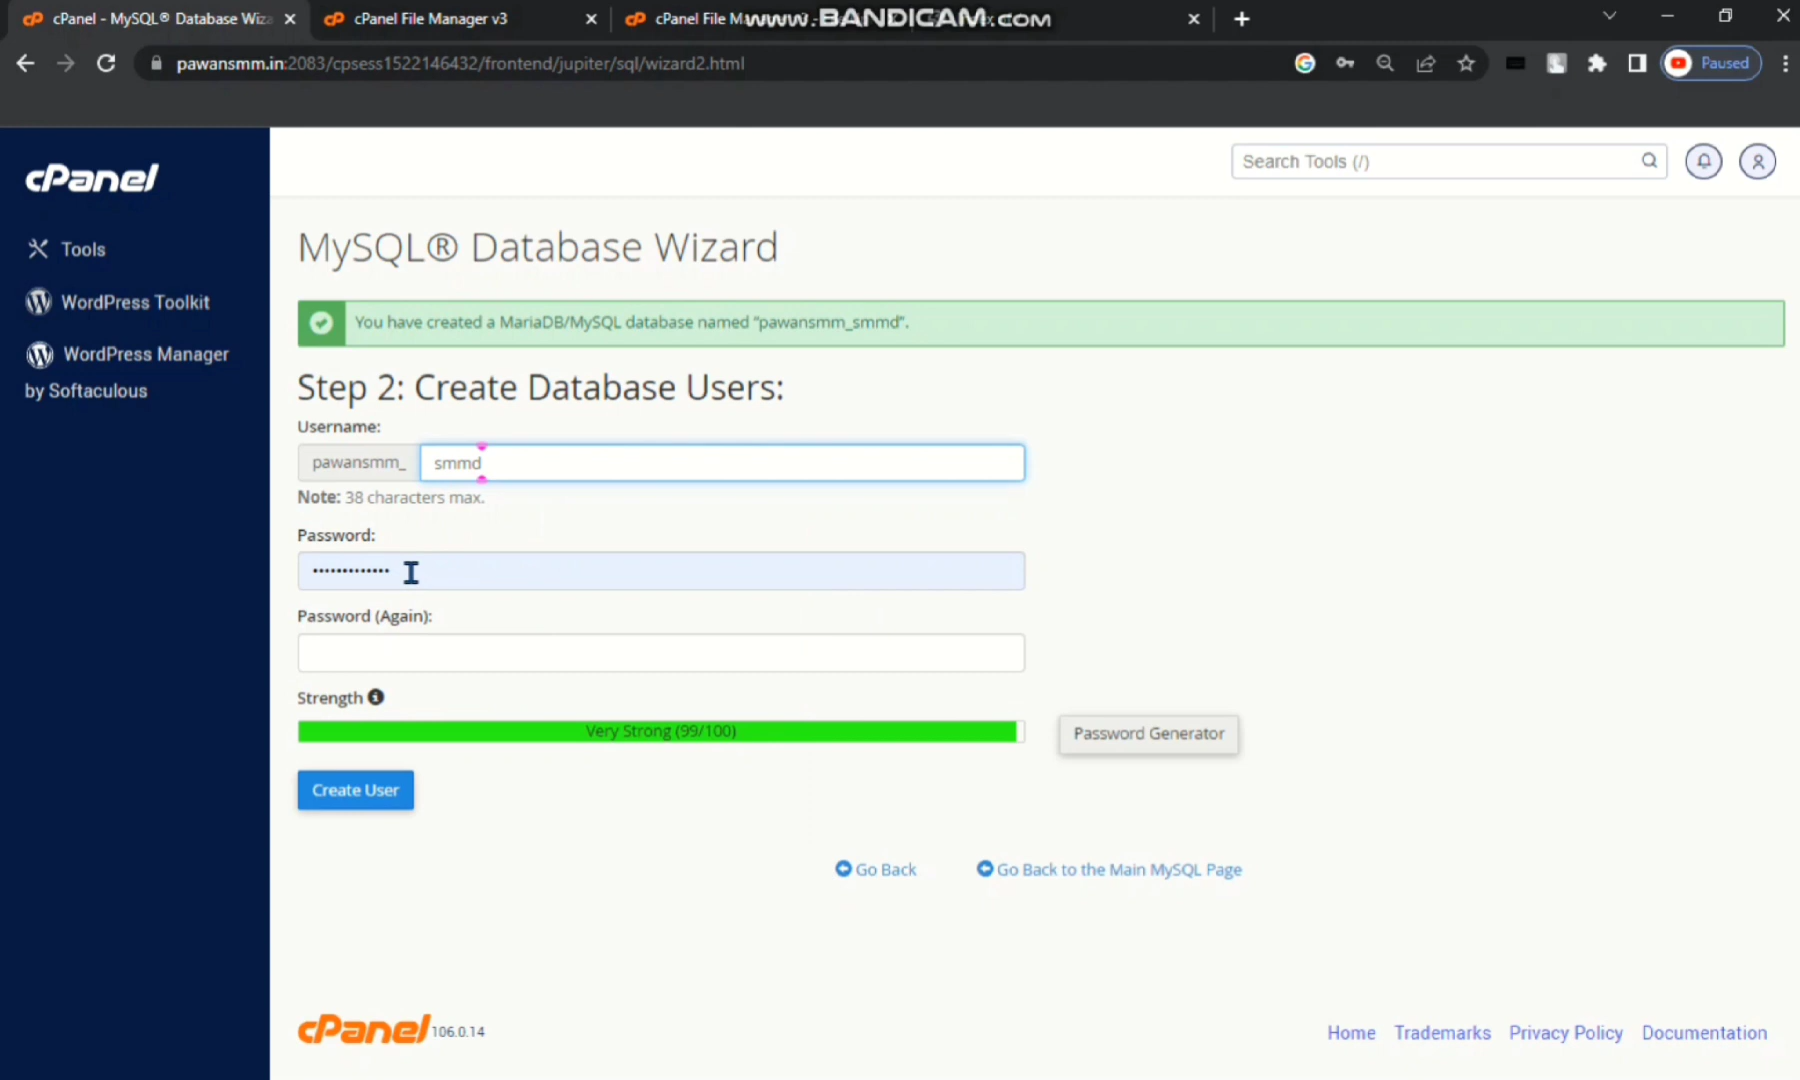 cPanel - MySQL® Database Wiza
cPanel File Manager v3
cPanel File Ma
www.BANDICAM.com
pawansmm.in:2083/cpsess1522146432/frontend/jupiter/sql/wizard2.html
Paused
cPanel
Search Tools (/)
Tools
WordPress Toolkit
WordPress Manager
by Softaculous
MySQL® Database Wizard
You have created a MariaDB/MySQL database named “pawansmm_smmd”.
Step 2: Create Database Users:
Username:
pawansmm_ smmd
Note: 38 characters max.
Password:
Password (Again):
Strength
Very Strong (99/100)
Password Generator
Create User
Go Back
Go Back to the Main MySQL Page
cPanel 106.0.14
Home Trademarks Privacy Policy Documentation